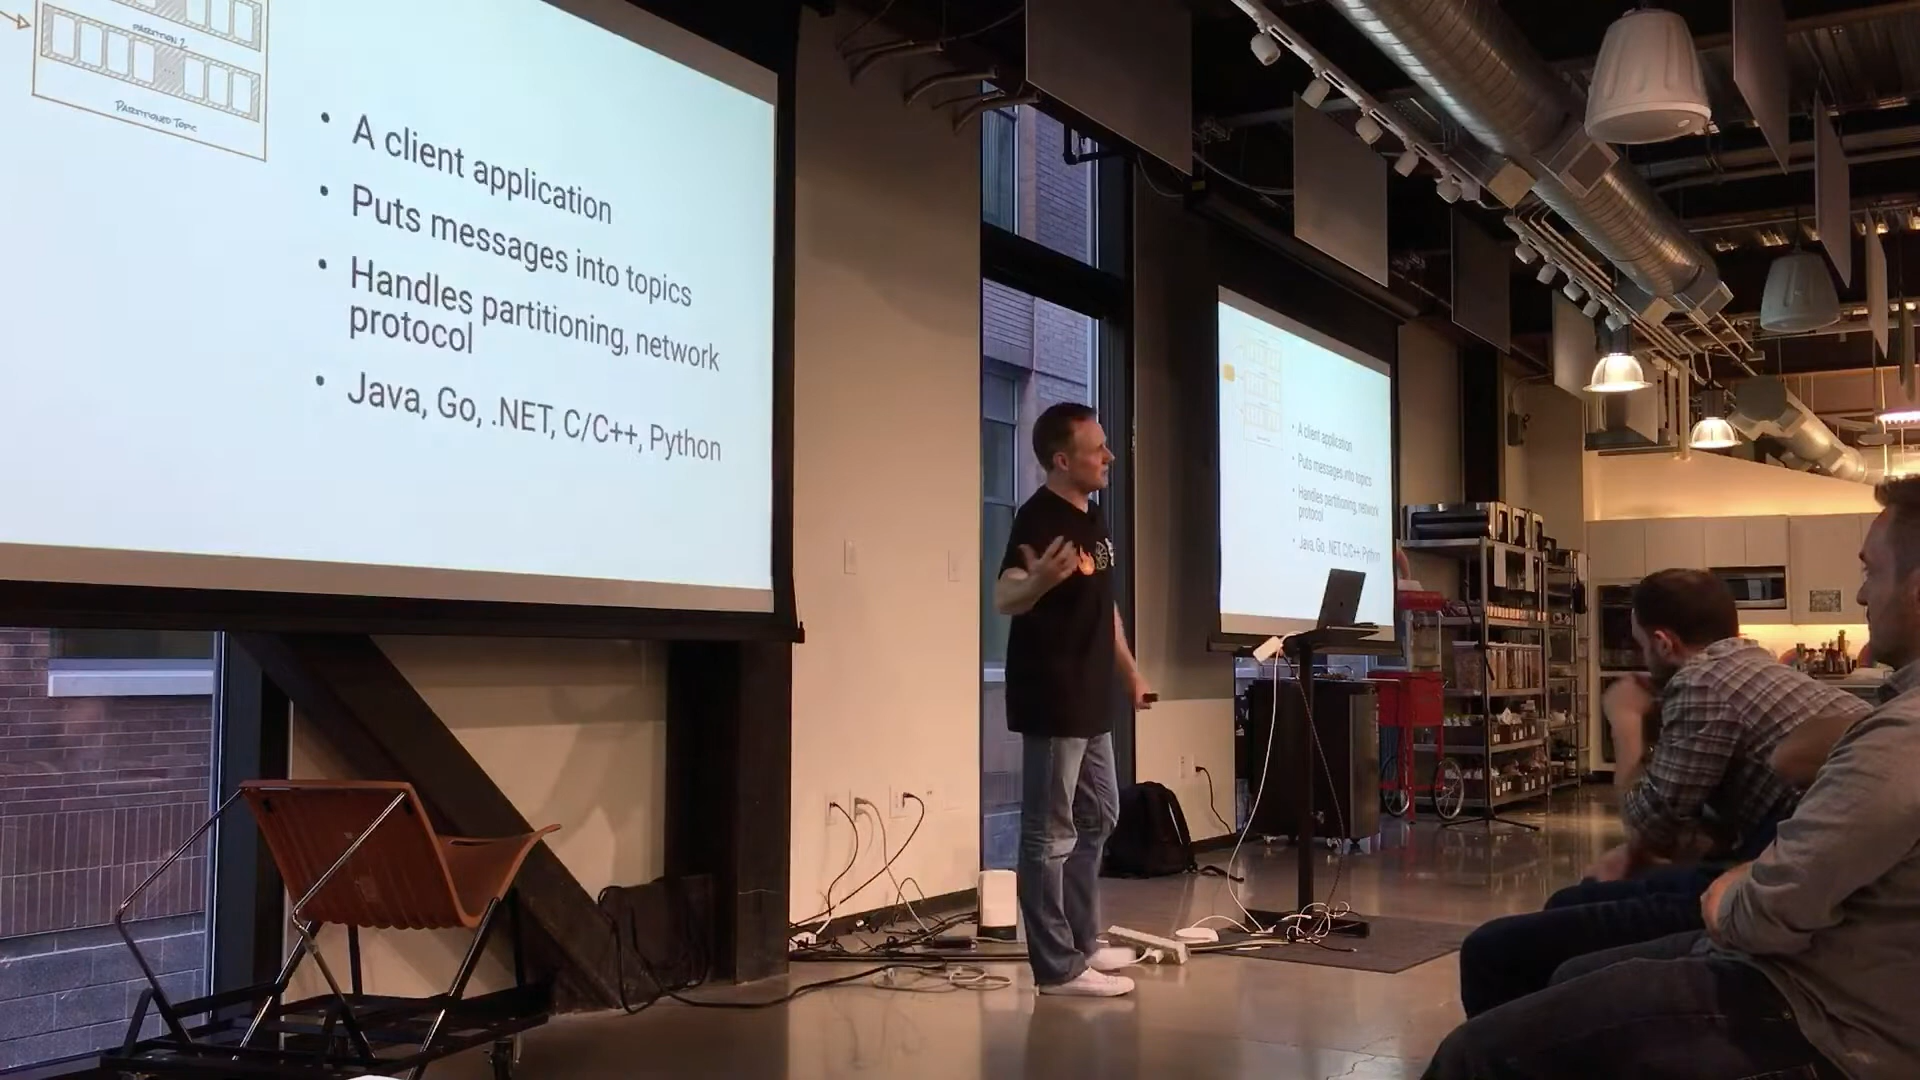 PARTITION 2
PARTITIONED TOPIC
• A client application
• Puts messages into topics
• Handles partitioning, network
protocol
• Java, Go, .NET, C/C++, Python
• A client application
• Puts messages into topics
• Handles partitioning, network
protocol
• Java, Go, .NET, C/C++, Python